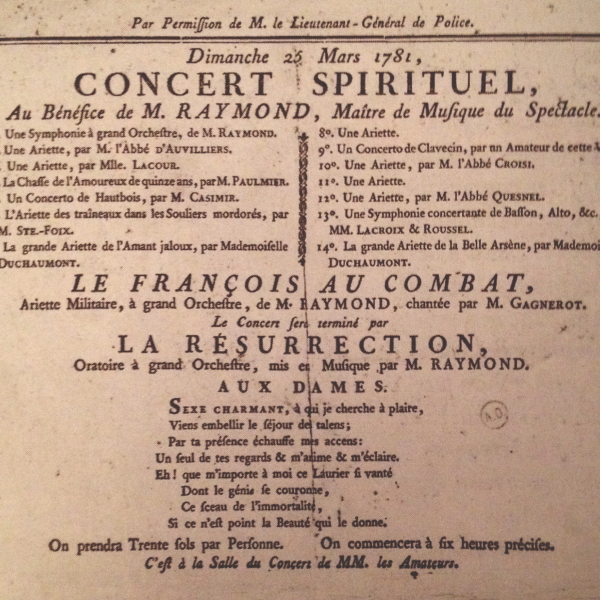 Par Permiſſion de M. le Lieutenant-Général de Police.
Dimanche 25 Mars 1781,
CONCERT SPIRITUEL,
Au Bénéfice de M. RAYMOND, Maître de Muſique du Spectacle.
Une Symphonie à grand Orcheſtre, de M. RAYMOND.
Une Ariette, par M. l'Abbé D'AUVILLIERS.
Une Ariette, par Mlle. LACOUR.
La Chaſſe de l'Amoureux de quinze ans, par M. PAULMIER.
Un Concerto de Hautbois, par M. CASIMIR.
L'Ariette des traîneaux dans les Souliers mordorés, par
M. STE-FOIX.
La grande Ariette de l'Amant jaloux, par Mademoiſelle
DUCHAUMONT.
8º. Une Ariette.
9º. Un Concerto de Clavecin, par un Amateur de cette
10º. Une Ariette, par M. l'Abbé CROISI.
11º. Une Ariette.
12º. Une Ariette, par M. l'Abbé QUESNEL.
13º. Une Symphonie concertante de Baſſon, Alto, &c.
MM. LACROIX & ROUSSEL.
14º. La grande Ariette de la Belle Arsène, par Mademoi
DUCHAUMONT.
LE FRANÇOIS AU COMBAT,
Ariette Militaire, à grand Orcheſtre, de M. RAYMOND, chantée par M. GAGNEROT.
Le Concert ſera terminé par
LA RÉSURRECTION,
Oratoire à grand Orcheſtre, mis en Muſique par M. RAYMOND.
AUX DAMES.
SEXE CHARMANT, à qui je cherche à plaire,
Viens embellir le ſéjour des talens;
Par ta préſence échauffe mes accens:
Un ſeul de tes regards & m'anime & m'éclaire.
Eh! que m'importe à moi ce Laurier ſi vanté
Dont le génie ſe couronne,
Ce sceau de l'immortalité,
Si ce n'eſt point la Beauté qui le donne.
On prendra Trente ſols par Perſonne. On commencera à ſix heures préciſes.
C'eſt à la Salle du Concert de MM. les Amateurs.
A.D.